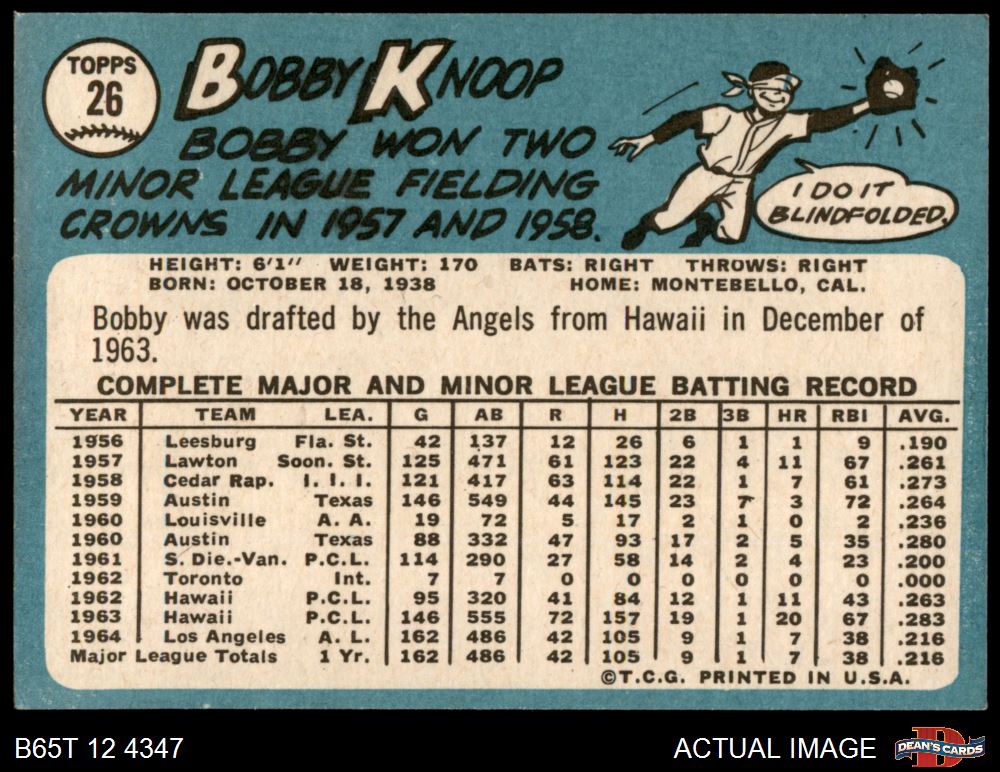 TOPPS
26
BOBBY KNOOP
BOBBY WON TWO
MINOR LEAGUE FIELDING
CROWNS IN 1957 AND 1958.
I DO IT
BLINDFOLDED.
HEIGHT: 6'1" WEIGHT: 170 BATS: RIGHT THROWS: RIGHT
BORN: OCTOBER 18, 1938 HOME: MONTEBELLO, CAL.
Bobby was drafted by the Angels from Hawaii in December of
1963.
COMPLETE MAJOR AND MINOR LEAGUE BATTING RECORD
YEAR TEAM LEA. G AB R H 2B 3B HR RBI AVG.
1956 Leesburg Fla. St. 42 137 12 26 6 1 1 9 .190
1957 Lawton Soon. St. 125 471 61 123 22 4 11 67 .261
1958 Cedar Rap. I. I. I. 121 417 63 114 22 1 7 61 .273
1959 Austin Texas 146 549 44 145 23 7 3 72 .264
1960 Louisville A. A. 19 72 5 17 2 1 0 2 .236
1960 Austin Texas 88 332 47 93 17 2 5 35 .280
1961 S. Die.-Van. P.C.L. 114 290 27 58 14 2 4 23 .200
1962 Toronto Int. 7 7 0 0 0 0 0 0 .000
1962 Hawaii P.C.L. 95 320 41 84 12 1 11 43 .263
1963 Hawaii P.C.L. 146 555 72 157 19 1 20 67 .283
1964 Los Angeles A. L. 162 486 42 105 9 1 7 38 .216
Major League Totals 1 Yr. 162 486 42 105 9 1 7 38 .216
©T.C.G. PRINTED IN U.S.A.
B65T 12 4347
ACTUAL IMAGE
D
DEAN'S CARDS